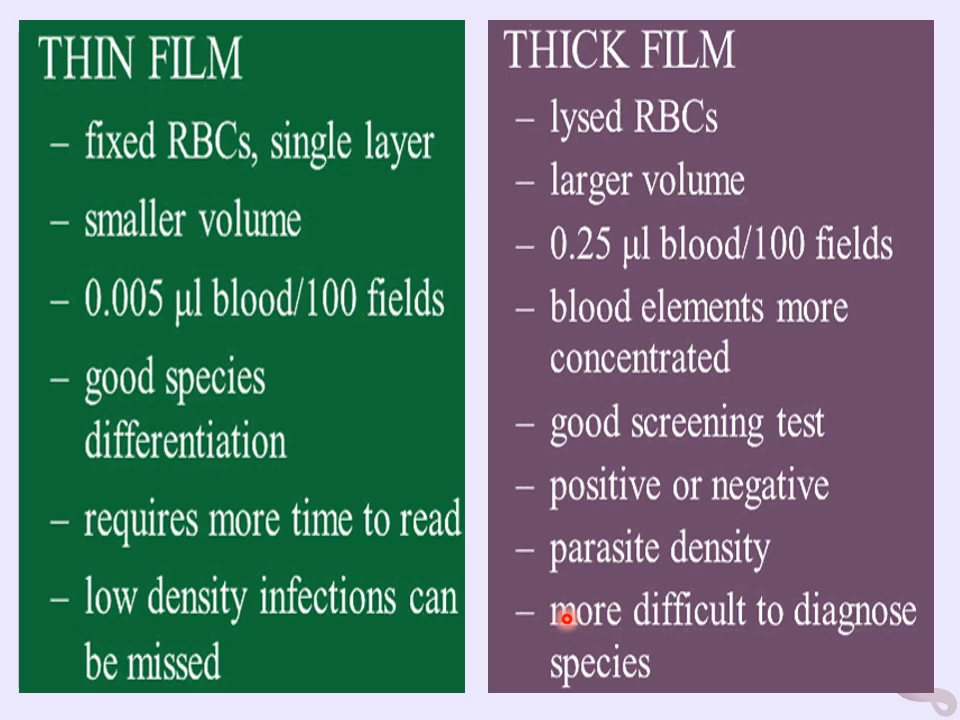 THIN FILM
– fixed RBCs, single layer
– smaller volume
– 0.005 μl blood/100 fields
– good species
differentiation
– requires more time to read
– low density infections can
be missed
THICK FILM
– lysed RBCs
– larger volume
– 0.25 μl blood/100 fields
– blood elements more
concentrated
– good screening test
– positive or negative
– parasite density
– more difficult to diagnose
species